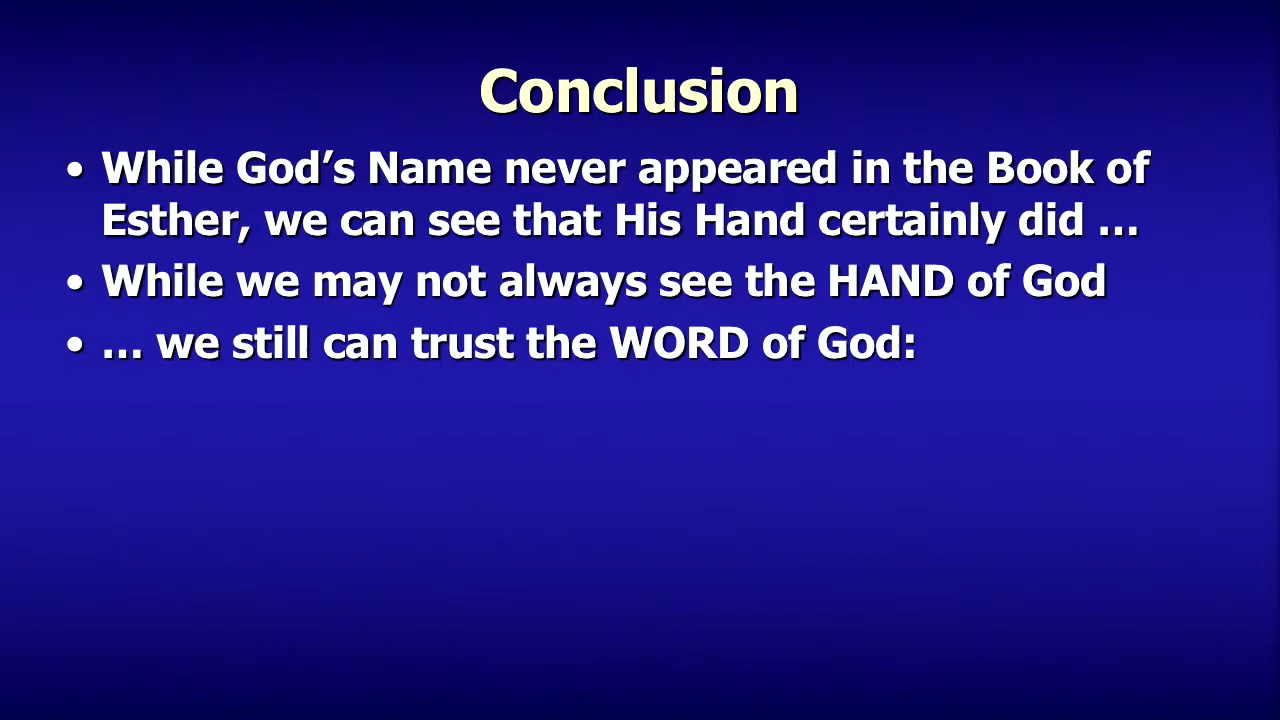 Conclusion
• While God’s Name never appeared in the Book of
Esther, we can see that His Hand certainly did …
• While we may not always see the HAND of God
• … we still can trust the WORD of God: